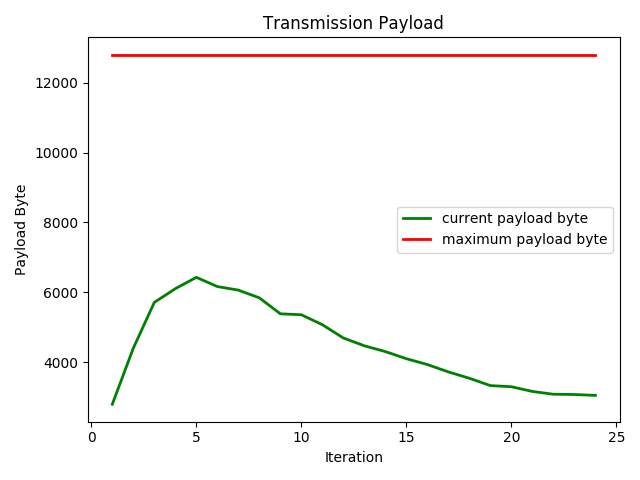 Transmission Payload
12000
10000
8000
6000
4000
Payload Byte
current payload byte
maximum payload byte
0
5
10
15
20
25
Iteration